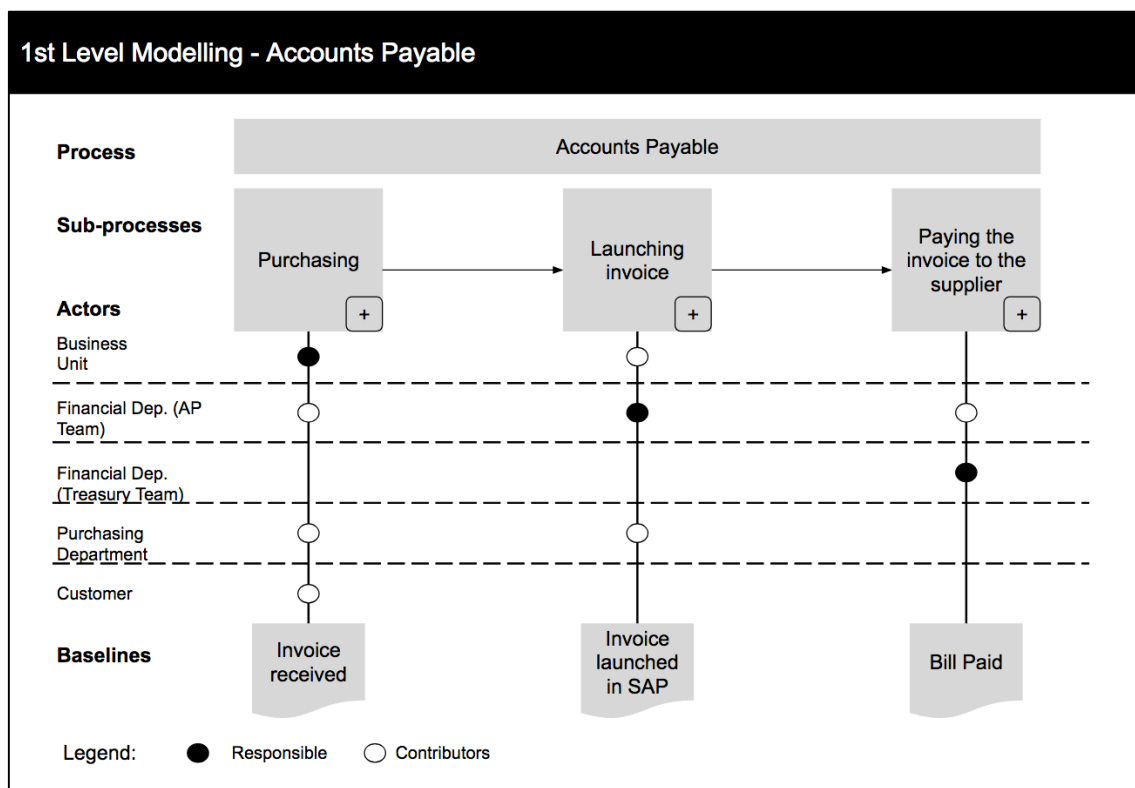 1st Level Modelling - Accounts Payable
Process
Accounts Payable
Sub-processes
Purchasing
Launching
invoice
Paying the
invoice to the
supplier
+
+
+
Actors
Business
Unit
Financial Dep. (AP
Team)
Financial Dep.
(Treasury Team)
Purchasing
Department
Customer
Baselines
Invoice
received
Invoice
launched
in SAP
Bill Paid
Legend:
Responsible
Contributors